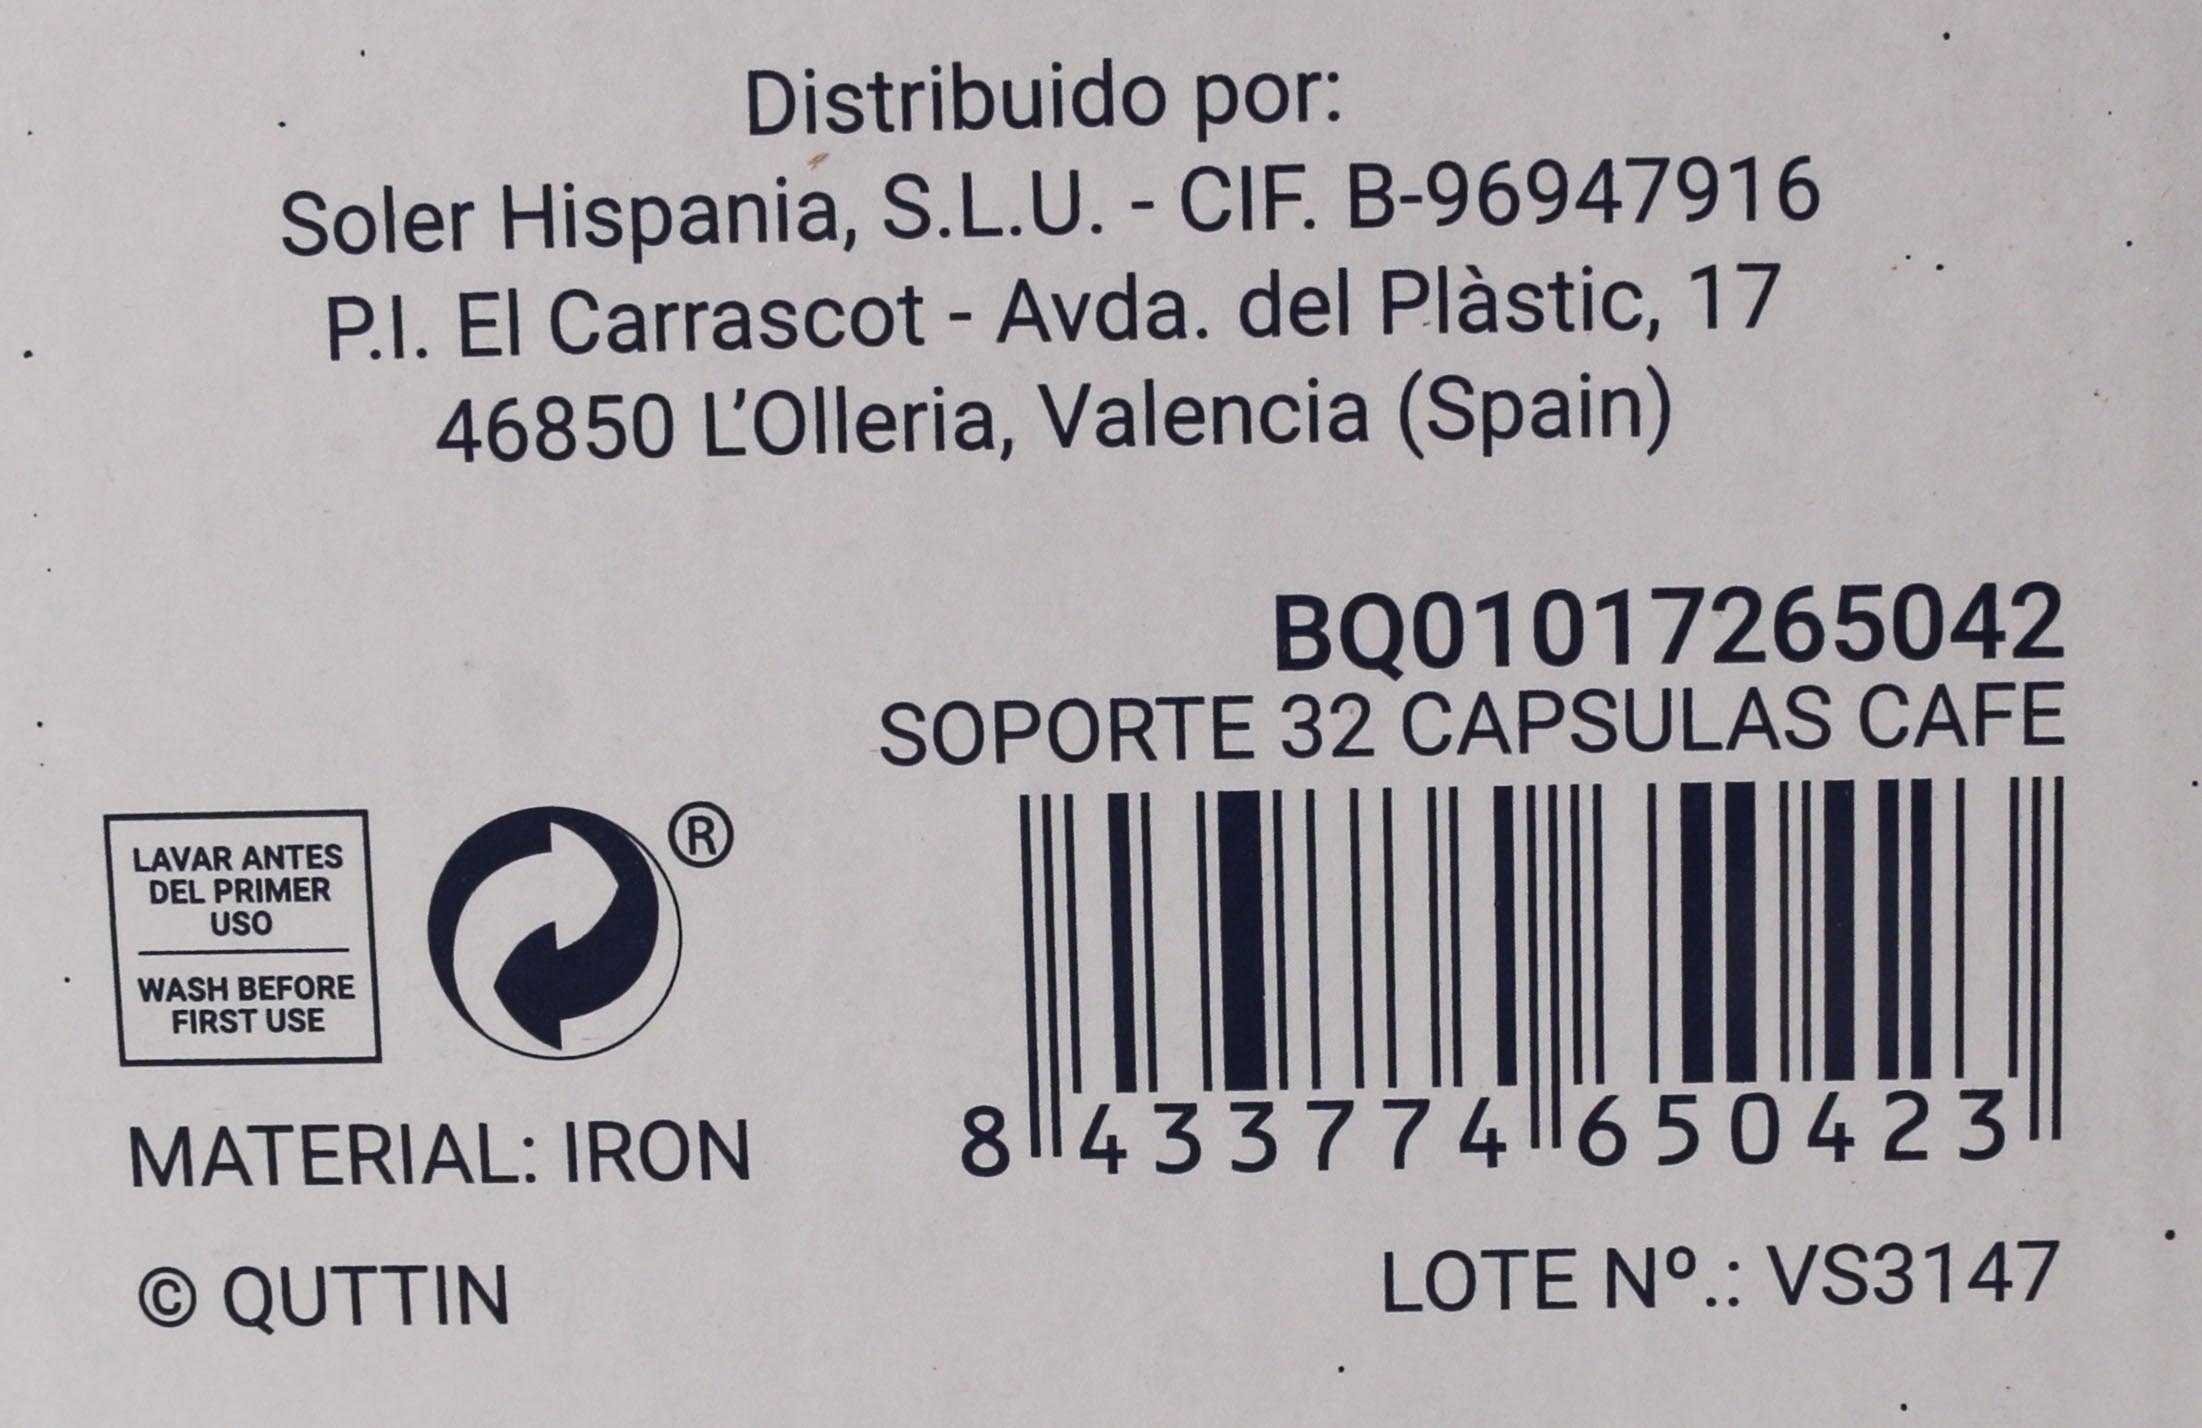 Distribuido por:
Soler Hispania, S.L.U. - CIF. B-96947916
P.I. El Carrascot - Avda. del Plàstic, 17
46850 L'Olleria, Valencia (Spain)
BQ01017265042
SOPORTE 32 CAPSULAS CAFE
LAVAR ANTES
DEL PRIMER
USO
WASH BEFORE
FIRST USE
®
8 433774 650423
MATERIAL: IRON
© QUTTIN
LOTE Nº.: VS3147